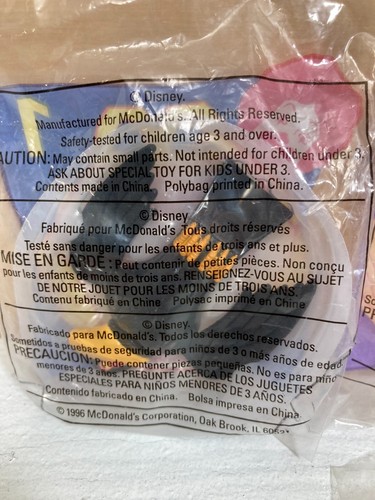 © Disney.
Manufactured for McDonald's. All Rights Reserved.
Safety-tested for children age 3 and over.
AUTION: May contain small parts. Not intended for children under 3.
ASK ABOUT SPECIAL TOY FOR KIDS UNDER 3.
Contents made in China. Polybag printed in China.
© Disney
Fabriqué pour McDonald's Tous droits réservés
Testé sans danger pour les enfants de trois ans et plus.
MISE EN GARDE : Peut contenir de petites pièces. Non conçu
pour les enfants de moins de trois ans. RENSEIGNEZ-VOUS AU SUJET
DE NOTRE JOUET POUR LES MOINS DE TROIS ANS.
Contenu fabriqué en Chine Polysac imprimé en Chine
© Disney.
Fabricado para McDonald's. Todos los derechos reservados.
Sometidos a pruebas de seguridad para niños de 3 o más años de edad.
PRECAUCIÓN: Puede contener piezas pequeñas. No es para niños
menores de 3 años. PREGUNTE ACERCA DE LOS JUGUETES
ESPECIALES PARA NIÑOS MENORES DE 3 AÑOS.
Contenido fabricado en China. Bolsa impresa en China.
© 1996 McDonald's Corporation, Oak Brook, IL